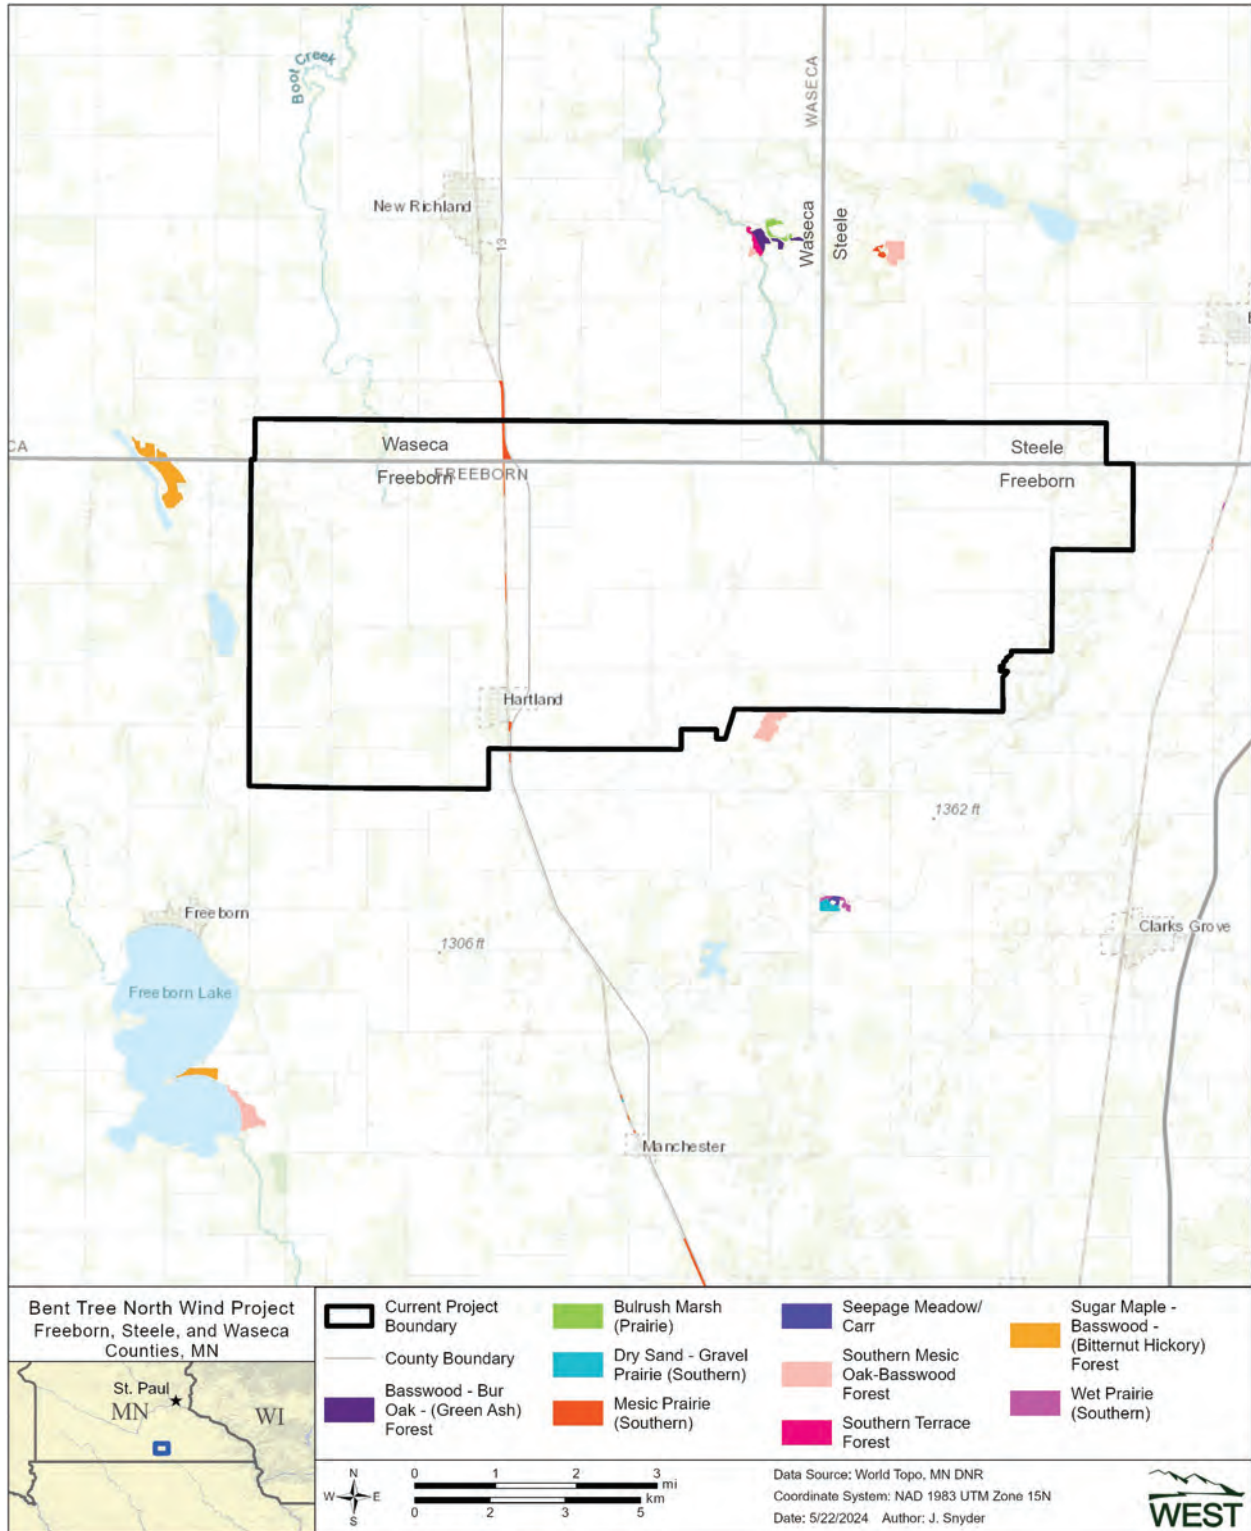 Boot Creek
WASECA
New Richland
13
Waseca
Steele
CA
Waseca
Steele
Freeborn
FREEBORN
Freeborn
Hartland
1362 ft
Freeborn
1306 ft
Clarks Grove
Freeborn Lake
Manchester
Bent Tree North Wind Project
Freeborn, Steele, and Waseca
Counties, MN
St. Paul
MN
WI
Current Project
Boundary
County Boundary
Basswood - Bur
Oak - (Green Ash)
Forest
Bulrush Marsh
(Prairie)
Dry Sand - Gravel
Prairie (Southern)
Mesic Prairie
(Southern)
Seepage Meadow/
Carr
Southern Mesic
Oak-Basswood
Forest
Southern Terrace
Forest
Sugar Maple -
Basswood -
(Bitternut Hickory)
Forest
Wet Prairie
(Southern)
N
W E
S
0 1 2 3
mi
km
0 2 3 5
Data Source: World Topo, MN DNR
Coordinate System: NAD 1983 UTM Zone 15N
Date: 5/22/2024 Author: J. Snyder
WEST